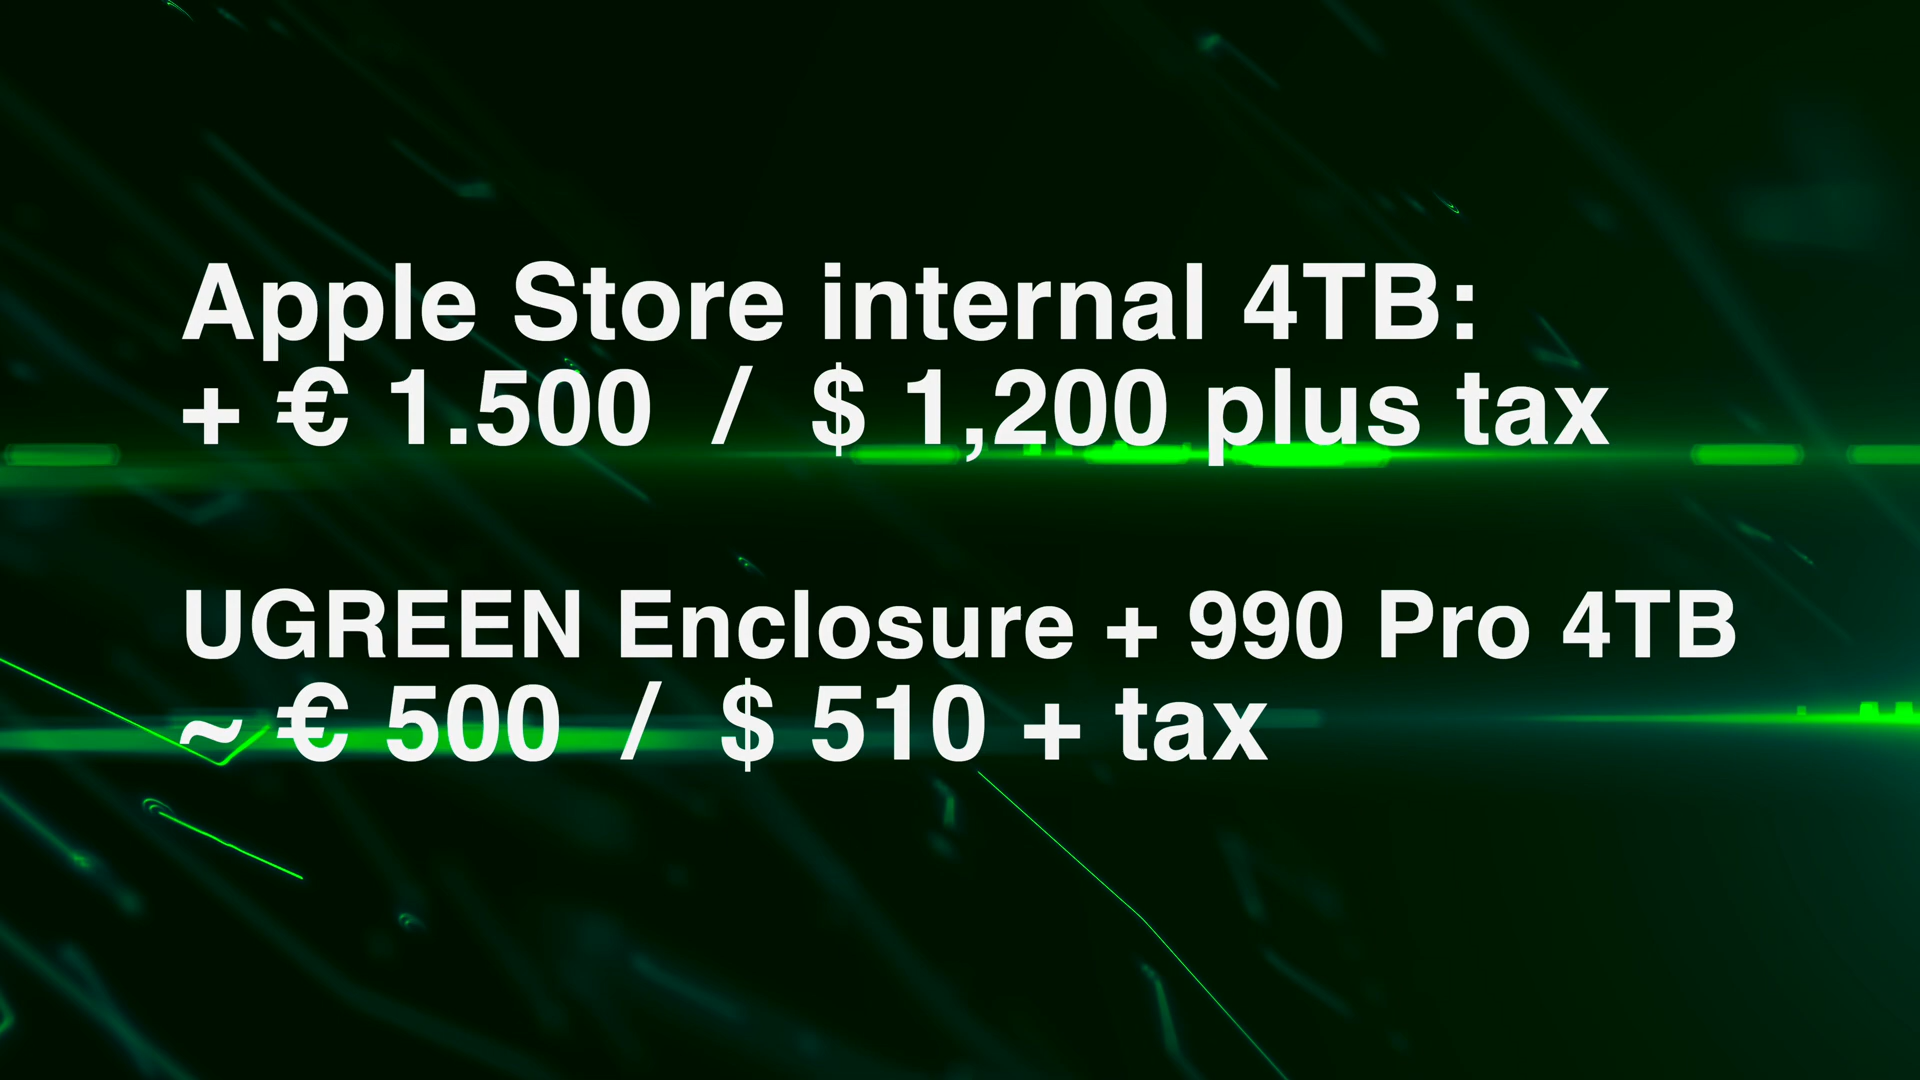 Apple Store internal 4TB:
+ € 1.500 / $ 1,200 plus tax
UGREEN Enclosure + 990 Pro 4TB
~ € 500 / $ 510 + tax